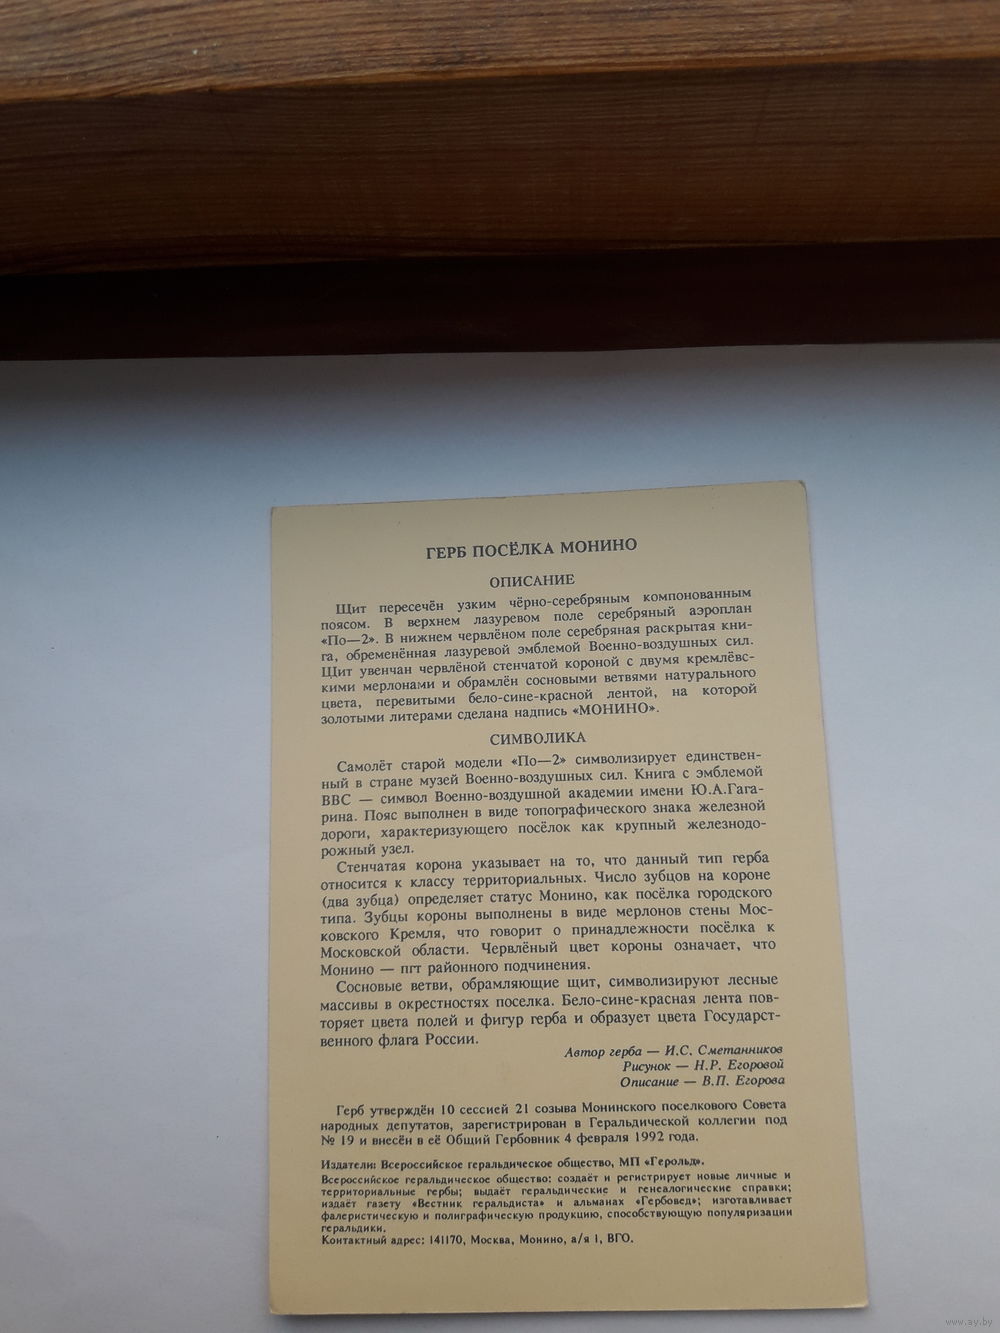 ГЕРБ ПОСЁЛКА МОНИНО
ОПИСАНИЕ
Щит пересечён узким чёрно-серебряным компонованным
поясом. В верхнем лазуревом поле серебряный аэроплан
«По—2». В нижнем червлёном поле серебряная раскрытая кни-
га, обременённая лазуревой эмблемой Военно-воздушных сил.
Щит увенчан червлёной стенчатой короной с двумя кремлёвс-
кими мерлонами и обрамлён сосновыми ветвями натурального
цвета, перевитыми бело-сине-красной лентой, на которой
золотыми литерами сделана надпись «МОНИНО».
СИМВОЛИКА
Самолёт старой модели «По—2» символизирует единствен-
ный в стране музей Военно-воздушных сил. Книга с эмблемой
ВВС — символ Военно-воздушной академии имени Ю.А.Гага-
рина. Пояс выполнен в виде топографического знака железной
дороги, характеризующего посёлок как крупный железнодо-
рожный узел.
Стенчатая корона указывает на то, что данный тип герба
относится к классу территориальных. Число зубцов на короне
(два зубца) определяет статус Монино, как посёлка городского
типа. Зубцы короны выполнены в виде мерлонов стены Мос-
ковского Кремля, что говорит о принадлежности посёлка к
Московской области. Червлёный цвет короны означает, что
Монино — пгт районного подчинения.
Сосновые ветви, обрамляющие щит, символизируют лесные
массивы в окрестностях поселка. Бело-сине-красная лента пов-
торяет цвета полей и фигур герба и образует цвета Государст-
венного флага России.
Автор герба — И.С. Сметанников
Рисунок — Н.Р. Егоровой
Описание — В.П. Егорова
Герб утверждён 10 сессией 21 созыва Монинского поселкового Совета
народных депутатов, зарегистрирован в Геральдической коллегии под
№ 19 и внесён в её Общий Гербовник 4 февраля 1992 года.
Издатели: Всероссийское геральдическое общество, МП «Герольд».
Всероссийское геральдическое общество: создаёт и регистрирует новые личные и
территориальные гербы; выдаёт геральдические и генеалогические справки;
издаёт газету «Вестник геральдиста» и альманах «Гербовед»; изготавливает
фалеристическую и полиграфическую продукцию, способствующую популяризации
геральдики.
Контактный адрес: 141170, Москва, Монино, а/я 1, ВГО.
www.ay.by